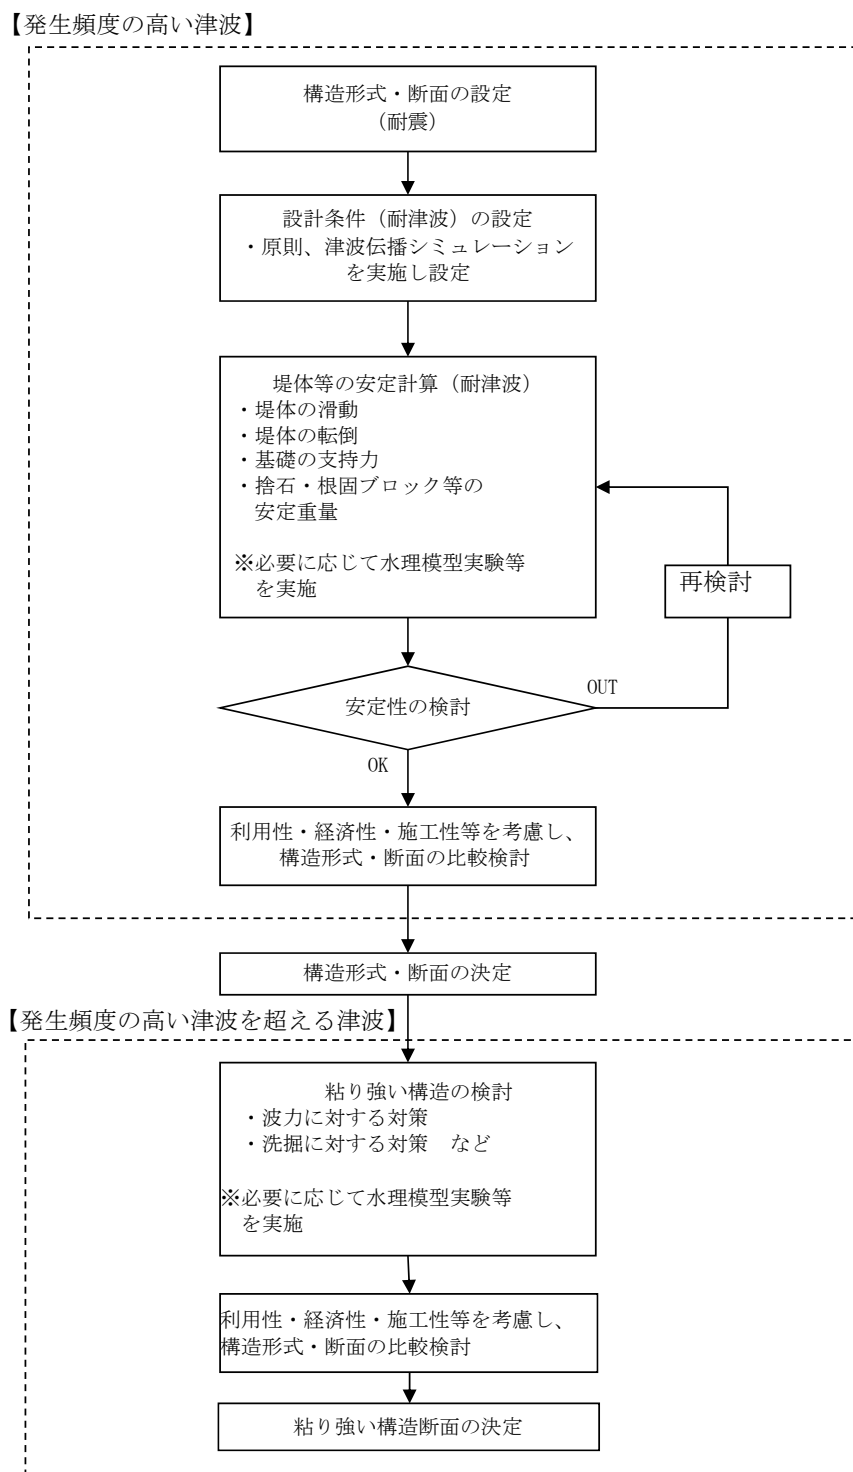 【発生頻度の高い津波】
構造形式・断面の設定
（耐震）
設計条件（耐津波）の設定
・原則、津波伝播シミュレーション
を実施し設定
堤体等の安定計算（耐津波）
・堤体の滑動
・堤体の転倒
・基礎の支持力
・捨石・根固ブロック等の
安定重量
※必要に応じて水理模型実験等
を実施
再検討
安定性の検討
OUT
OK
利用性・経済性・施工性等を考慮し、
構造形式・断面の比較検討
構造形式・断面の決定
【発生頻度の高い津波を超える津波】
粘り強い構造の検討
・波力に対する対策
・洗掘に対する対策　など
※必要に応じて水理模型実験等
を実施
利用性・経済性・施工性等を考慮し、
構造形式・断面の比較検討
粘り強い構造断面の決定